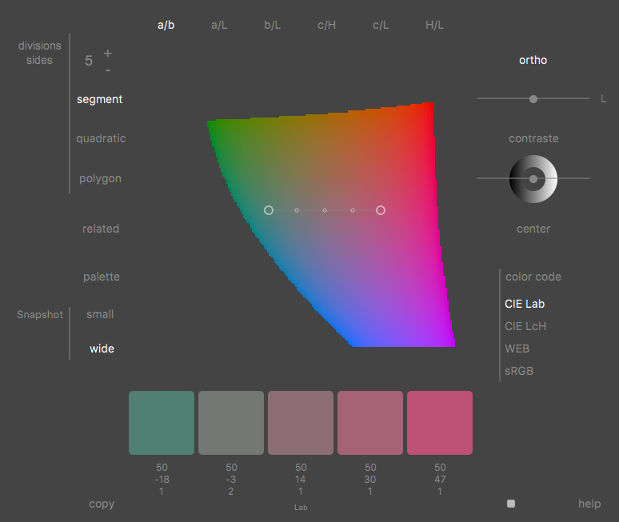 a/b a/L b/L c/H c/L H/L
divisions
sides
5 + -
ortho
segment
L
quadratic
contraste
polygon
related
center
palette
color code
CIE Lab
Snapshot small
CIE LcH
wide
WEB
sRGB
50 50 50 50 50
-18 -3 14 30 47
1 2 1 1 1
copy
Lab
help